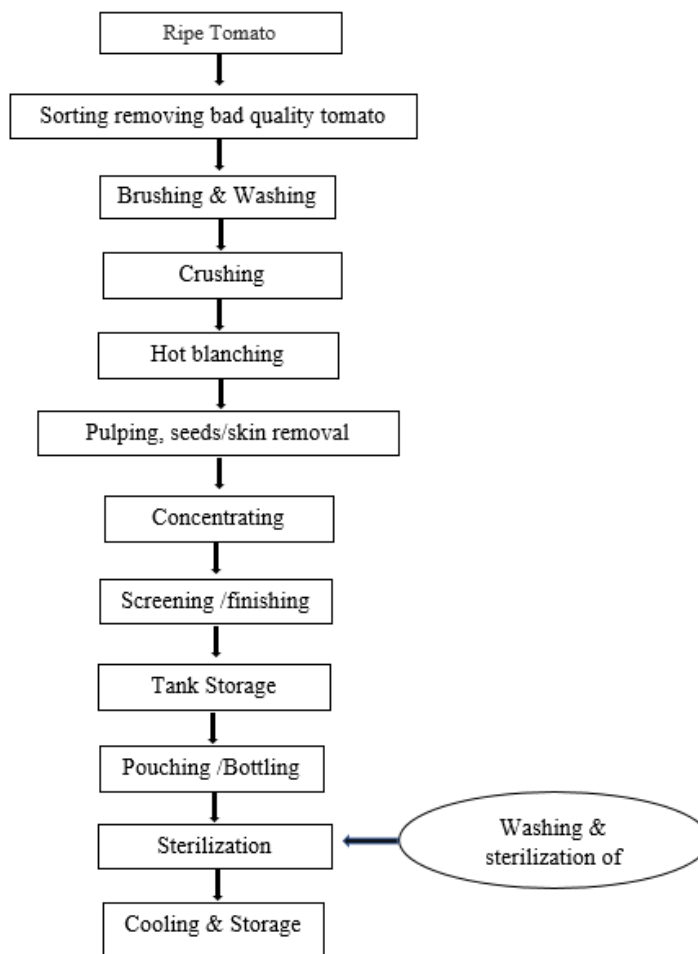 Ripe Tomato
Sorting removing bad quality tomato
Brushing & Washing
Crushing
Hot blanching
Pulping, seeds/skin removal
Concentrating
Screening /finishing
Tank Storage
Pouching /Bottling
Sterilization
Washing &
sterilization of
Cooling & Storage